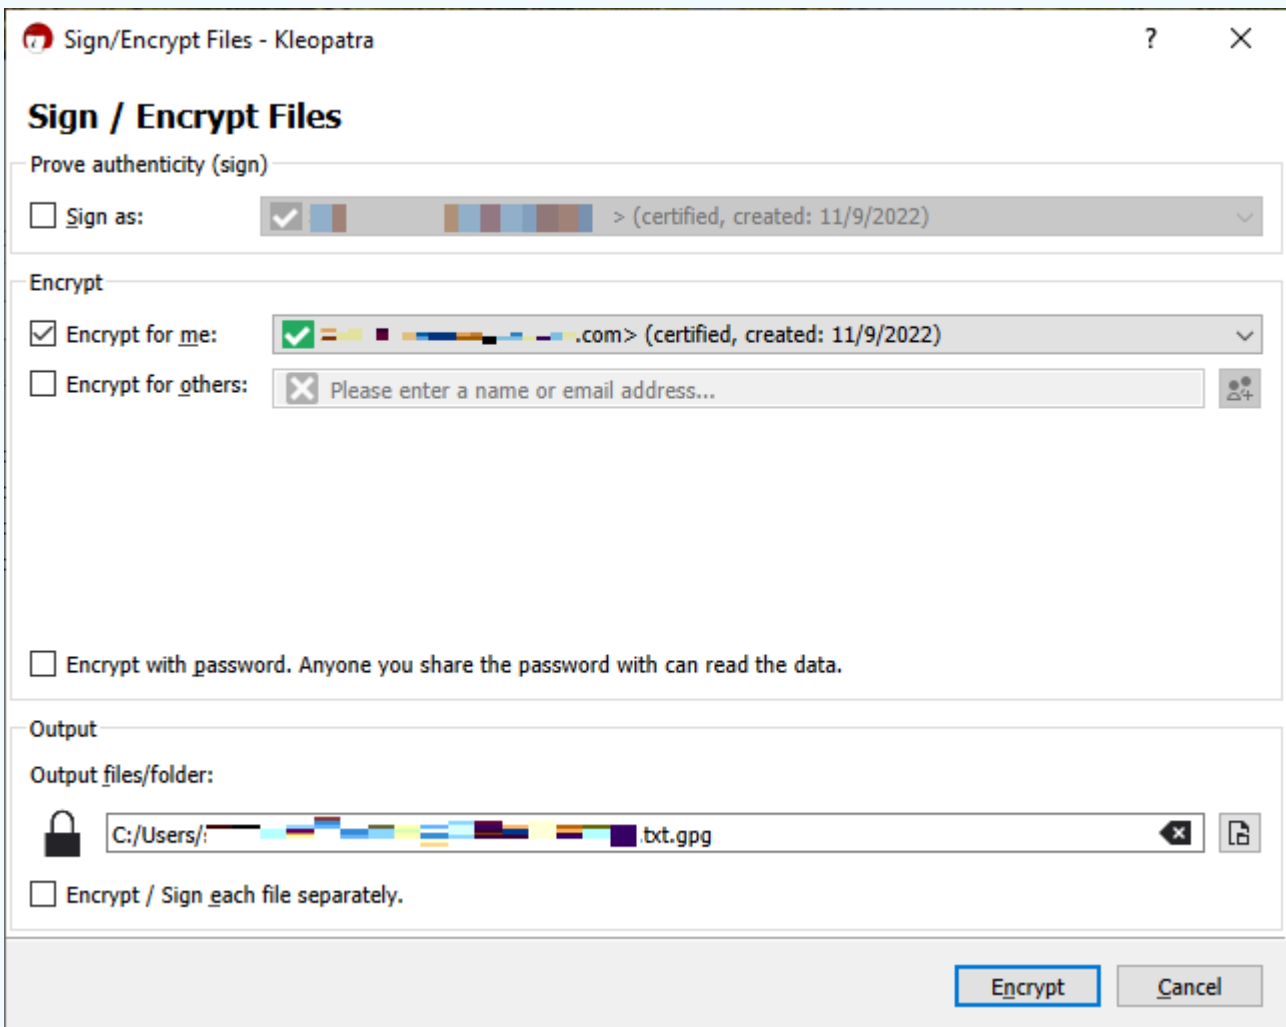 Sign/Encrypt Files - Kleopatra
Sign / Encrypt Files
Prove authenticity (sign)
Sign as: > (certified, created: 11/9/2022)
Encrypt
Encrypt for me: .com> (certified, created: 11/9/2022)
Encrypt for others: Please enter a name or email address...
Encrypt with password. Anyone you share the password with can read the data.
Output
Output files/folder:
C:/Users/ .txt.gpg
Encrypt / Sign each file separately.
Encrypt Cancel